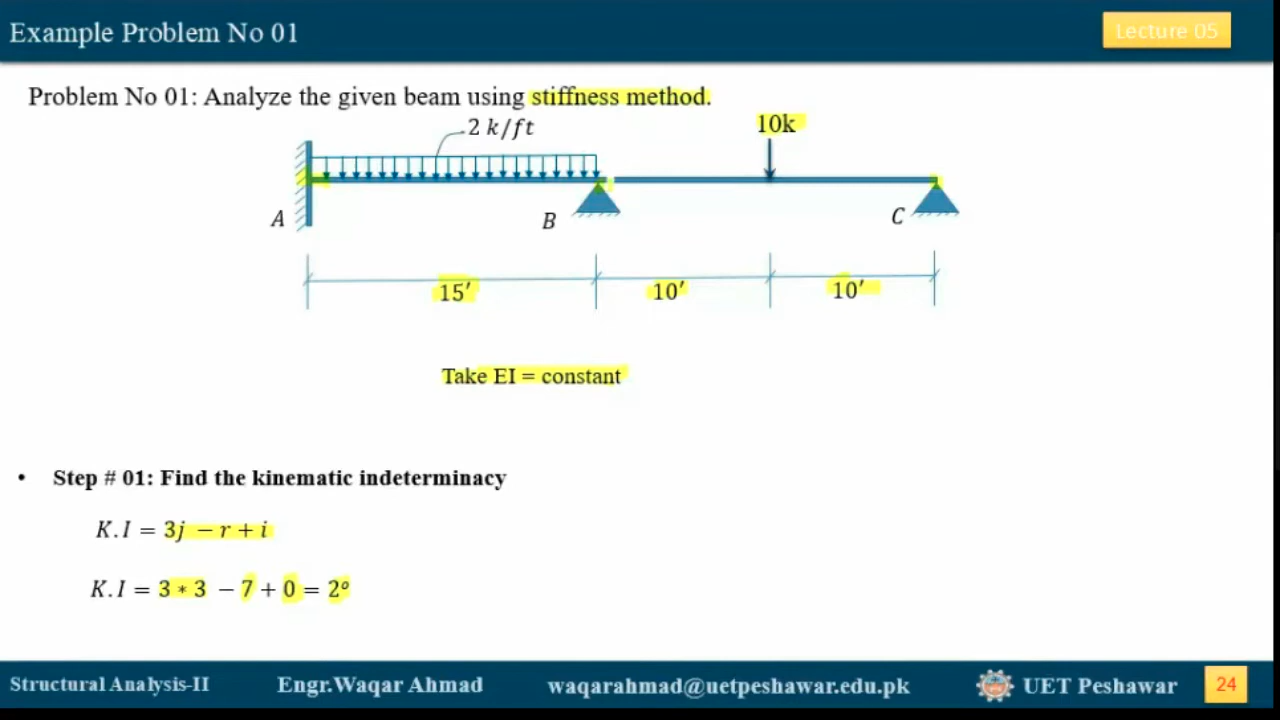 Example Problem No 01
Lecture 05
Problem No 01: Analyze the given beam using stiffness method.
2 k/ft
10k
A
B
C
15′
10′
10′
Take EI = constant
• Step # 01: Find the kinematic indeterminacy
K.I = 3j − r + i
K.I = 3 ∗ 3 − 7 + 0 = 2°
Structural Analysis-II
Engr.Waqar Ahmad
waqarahmad@uetpeshawar.edu.pk
UET Peshawar
24